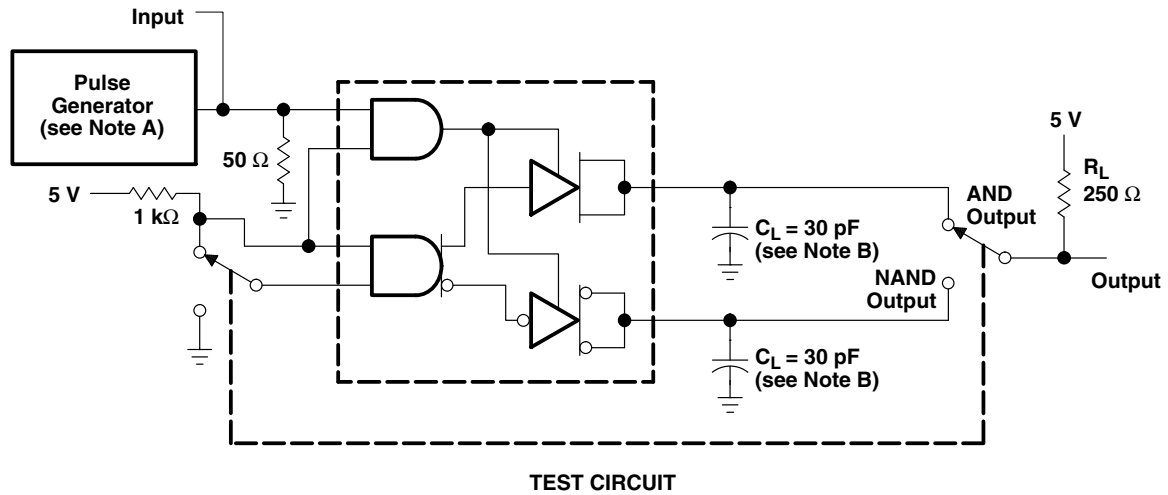 Input
Pulse
Generator
(see Note A)
50 Ω
5 V
1 kΩ
5 V
R_L
250 Ω
AND
Output
C_L = 30 pF
(see Note B)
NAND
Output
Output
C_L = 30 pF
(see Note B)
TEST CIRCUIT